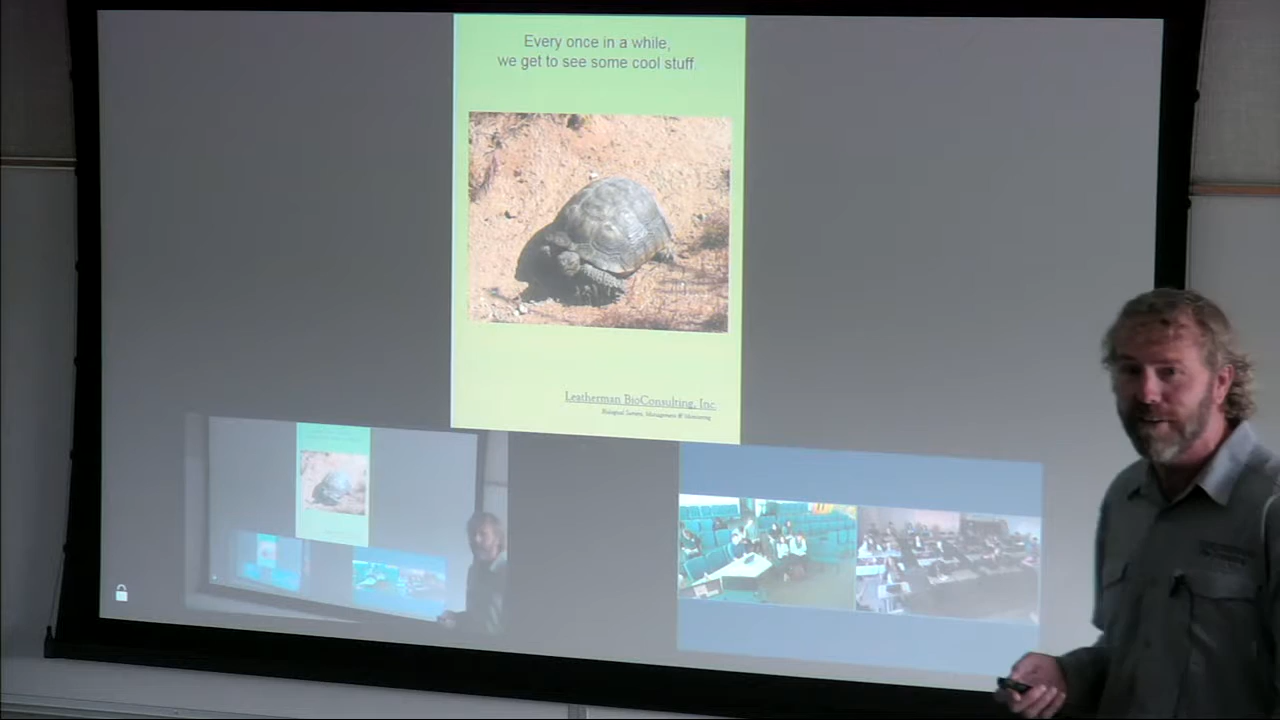 Every once in a while,
we get to see some cool stuff.
Leatherman BioConsulting, Inc.
Biological Surveys, Management & Monitoring